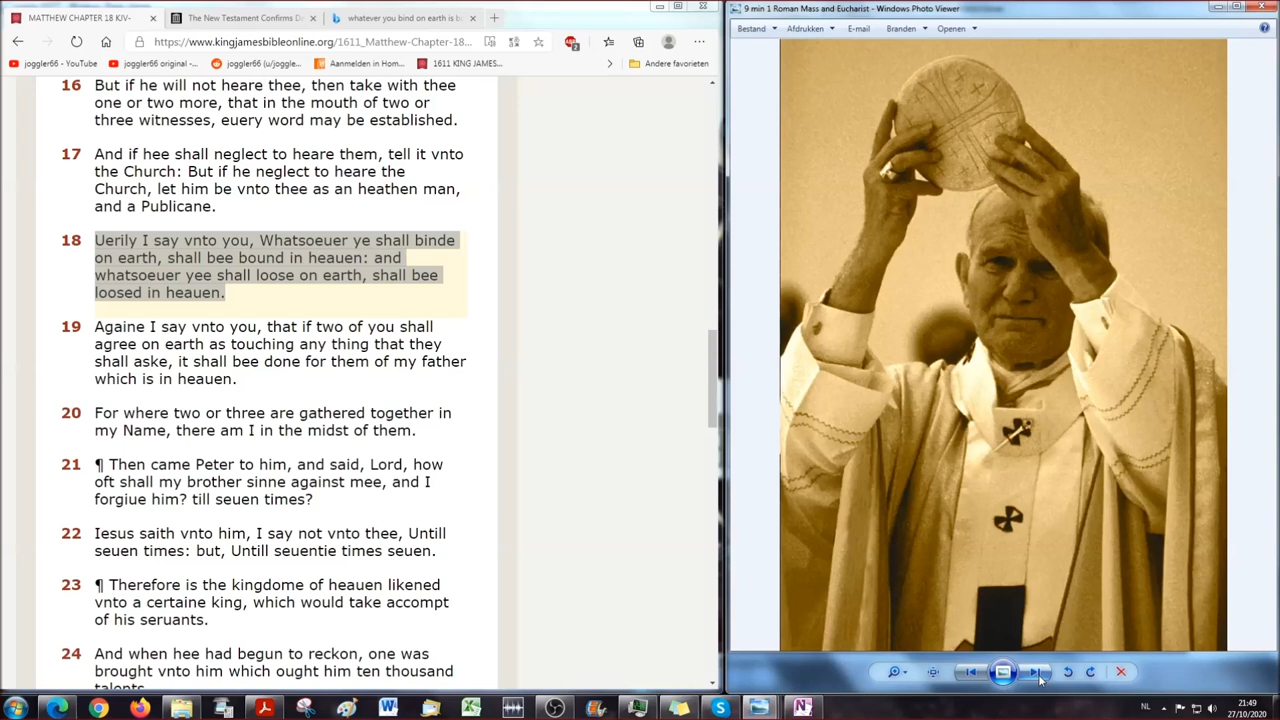 MATTHEW CHAPTER 18 KJV-
The New Testament Confirms D
whatever you bind on earth is b
9 min 1 Roman Mass and Eucharist - Windows Photo Viewer
https://www.kingjamesbibleonline.org/1611_Matthew-Chapter-18...
2
Bestand
Afdrukken
E-mail
Branden
Openen
joggler66 - YouTube
joggler66 original -...
reddit (u/joggle...
Aanmelden in Hom...
1611 KING JAMES...
Andere favorieten
16 But if he will not heare thee, then take with thee
one or two more, that in the mouth of two or
three witnesses, euery word may be established.
17 And if hee shall neglect to heare them, tell it vnto
the Church: But if he neglect to heare the
Church, let him be vnto thee as an heathen man,
and a Publicane.
18 Uerily I say vnto you, Whatsoeuer ye shall binde
on earth, shall bee bound in heauen: and
whatsoeuer yee shall loose on earth, shall bee
loosed in heauen.
19 Againe I say vnto you, that if two of you shall
agree on earth as touching any thing that they
shall aske, it shall bee done for them of my father
which is in heauen.
20 For where two or three are gathered together in
my Name, there am I in the midst of them.
21 ¶ Then came Peter to him, and said, Lord, how
oft shall my brother sinne against mee, and I
forgiue him? till seuen times?
22 Iesus saith vnto him, I say not vnto thee, Untill
seuen times: but, Untill seuentie times seuen.
23 ¶ Therefore is the kingdome of heauen likened
vnto a certaine king, which would take accompt
of his seruants.
24 And when hee had begun to reckon, one was
brought vnto him which ought him ten thousand
talents.
NL
21:49
27/10/2020